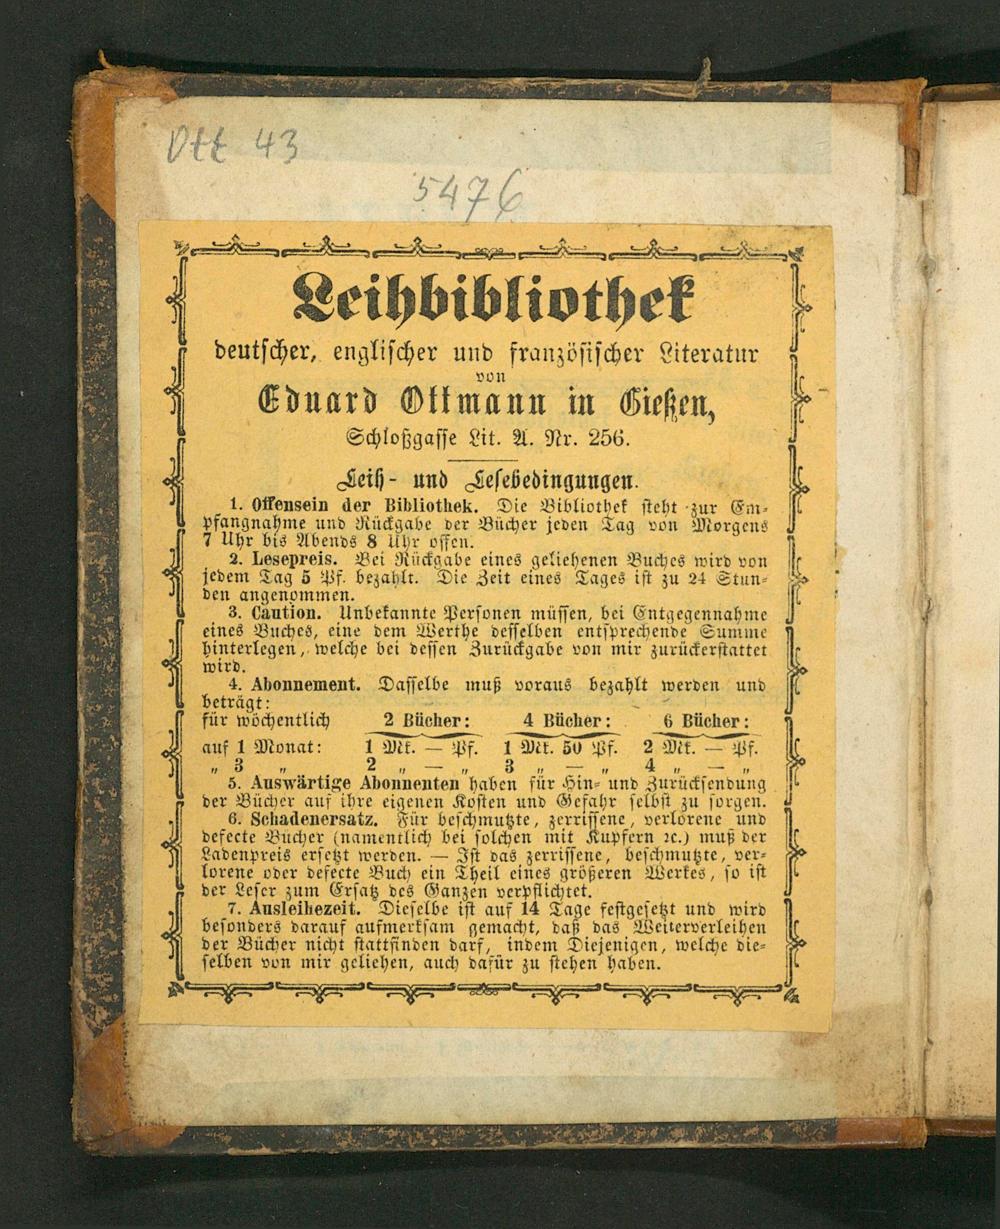 Ott 43
5476
Leihbibliothek
deutscher, englischer und französischer Literatur
von
Eduard Ottmann in Gießen,
Schloßgasse Lit. A. Nr. 256.
Leih- und Lesebedingungen.
1. Offensein der Bibliothek. Die Bibliothek steht zur Em-
pfangnahme und Rückgabe der Bücher jeden Tag von Morgens
7 Uhr bis Abends 8 Uhr offen.
2. Lesepreis. Bei Rückgabe eines geliehenen Buches wird von
jedem Tag 5 Pf. bezahlt. Die Zeit eines Tages ist zu 24 Stun-
den angenommen.
3. Caution. Unbekannte Personen müssen, bei Entgegennahme
eines Buches, eine dem Werthe desselben entsprechende Summe
hinterlegen, welche bei dessen Zurückgabe von mir zurückerstattet
wird.
4. Abonnement. Dasselbe muß voraus bezahlt werden und
beträgt:
für wöchentlich 2 Bücher: 4 Bücher: 6 Bücher:
auf 1 Monat: 1 Mk. — Pf. 1 Mk. 50 Pf. 2 Mk. — Pf.
„ 3 „ 2 „ — „ 3 „ — „ 4 „ — „
5. Auswärtige Abonnenten haben für Hin- und Zurücksendung
der Bücher auf ihre eigenen Kosten und Gefahr selbst zu sorgen.
6. Schadenersatz. Für beschmutzte, zerrissene, verlorene und
defecte Bücher (namentlich bei solchen mit Kupfern ꝛc.) muß der
Ladenpreis ersetzt werden. — Ist das zerrissene, beschmutzte, ver-
lorene oder defecte Buch ein Theil eines größeren Werkes, so ist
der Leser zum Ersatz des Ganzen verpflichtet.
7. Ausleihezeit. Dieselbe ist auf 14 Tage festgesetzt und wird
besonders darauf aufmerksam gemacht, daß das Weiterverleihen
der Bücher nicht stattfinden darf, indem Diejenigen, welche die-
selben von mir geliehen, auch dafür zu stehen haben.